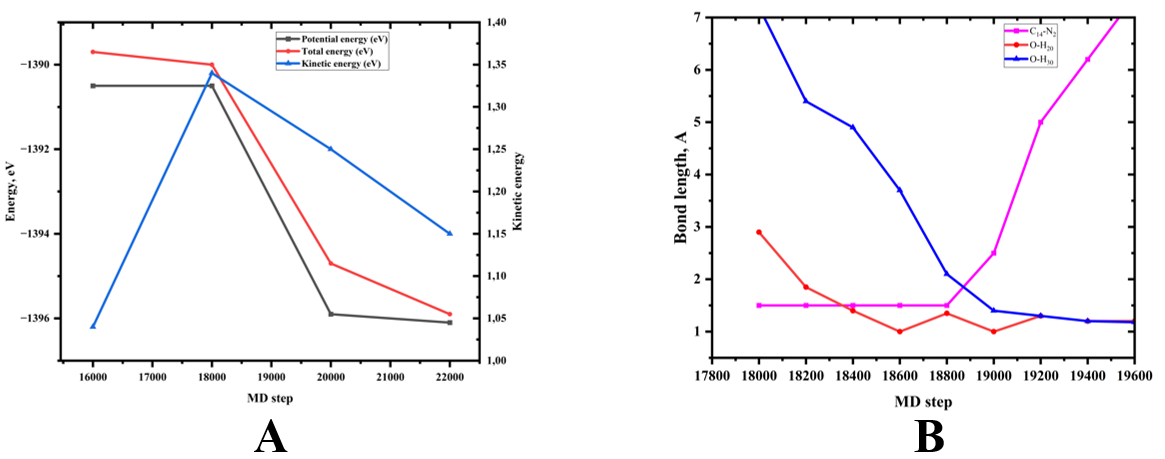 Potential energy (eV)
Total energy (eV)
Kinetic energy (eV)
1,40
1,35
1,30
1,25
1,20
1,15
1,10
1,05
1,00
Kinetic energy
−1390
−1392
−1394
−1396
Energy, eV
16000 17000 18000 19000 20000 21000 22000
MD step
A
C₁₄-N₂
O-H₂₀
O-H₃₀
7
6
5
4
3
2
1
Bond length, A
17800 18000 18200 18400 18600 18800 19000 19200 19400 19600
MD step
B